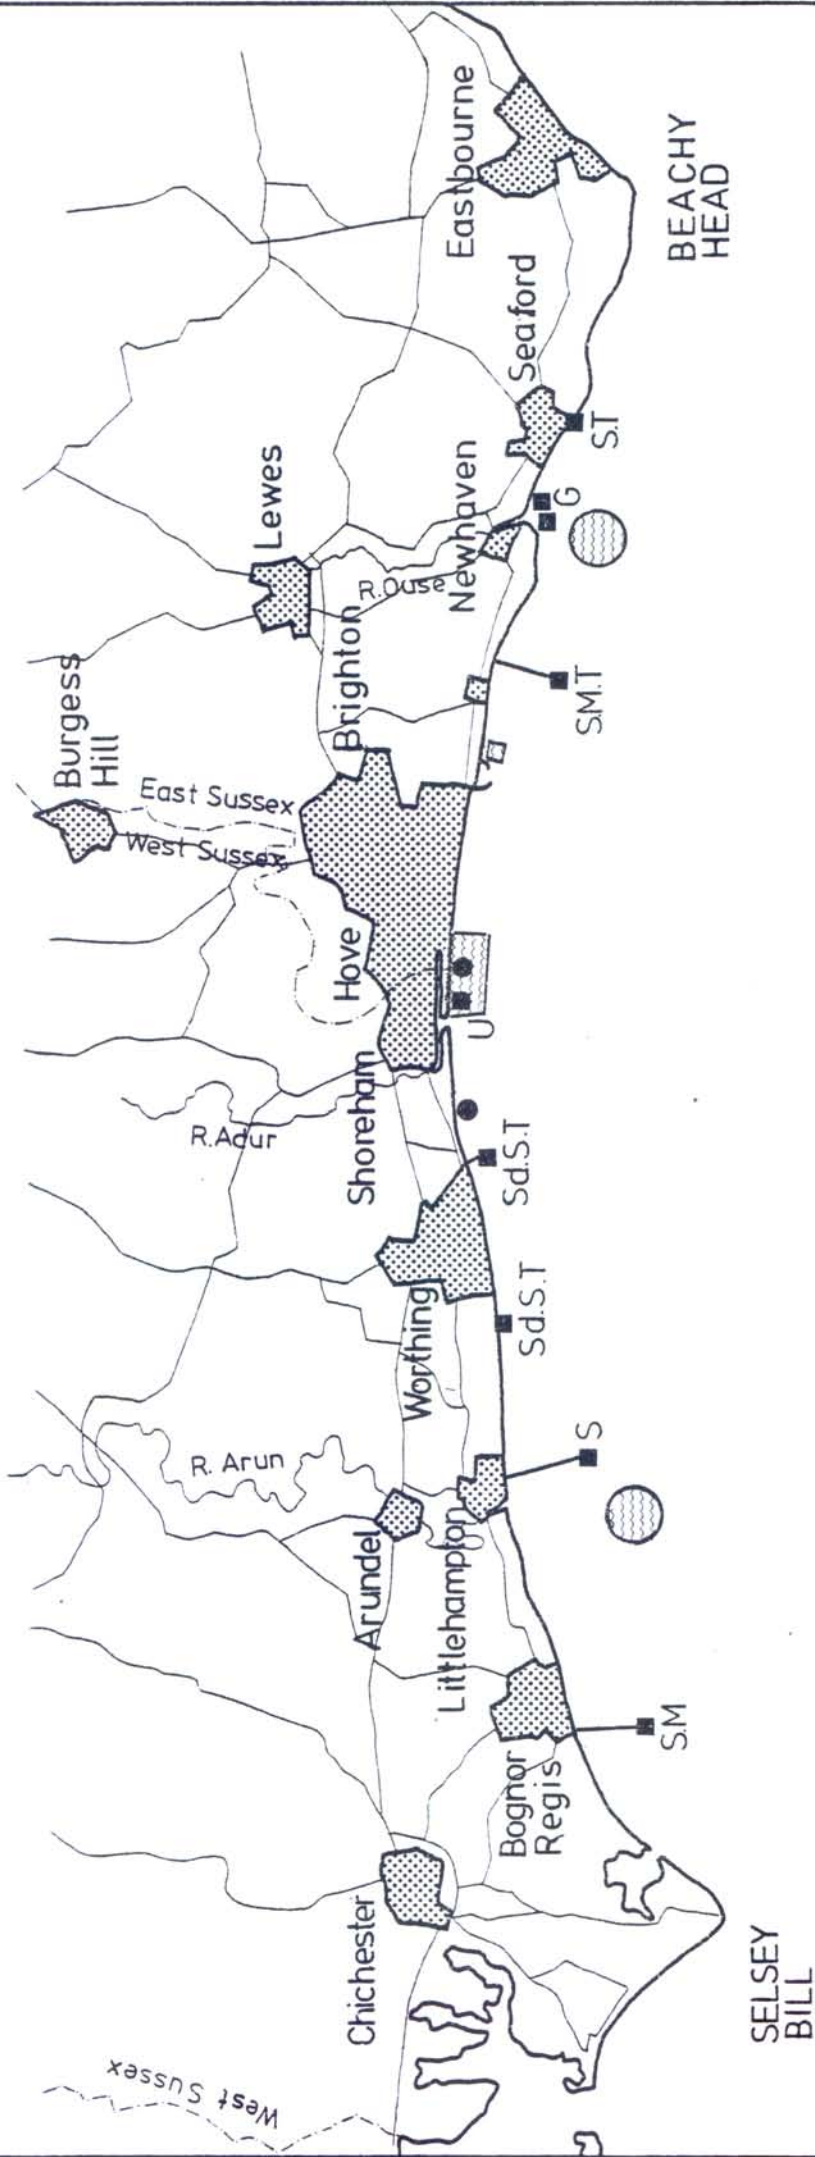 West Sussex
Chichester
SELSEY
BILL
Bognor
Regis
S.M
Arundel
Littlehampton
R. Arun
S
Worthing
Sd.S.T
Sd.S.T
R.Adur
Shoreham
Hove
U
West Sussex
East Sussex
Burgess
Hill
Brighton
S.M.T
Lewes
R.Ouse
Newhaven
G
Seaford
S.T
Eastbourne
BEACHY
HEAD